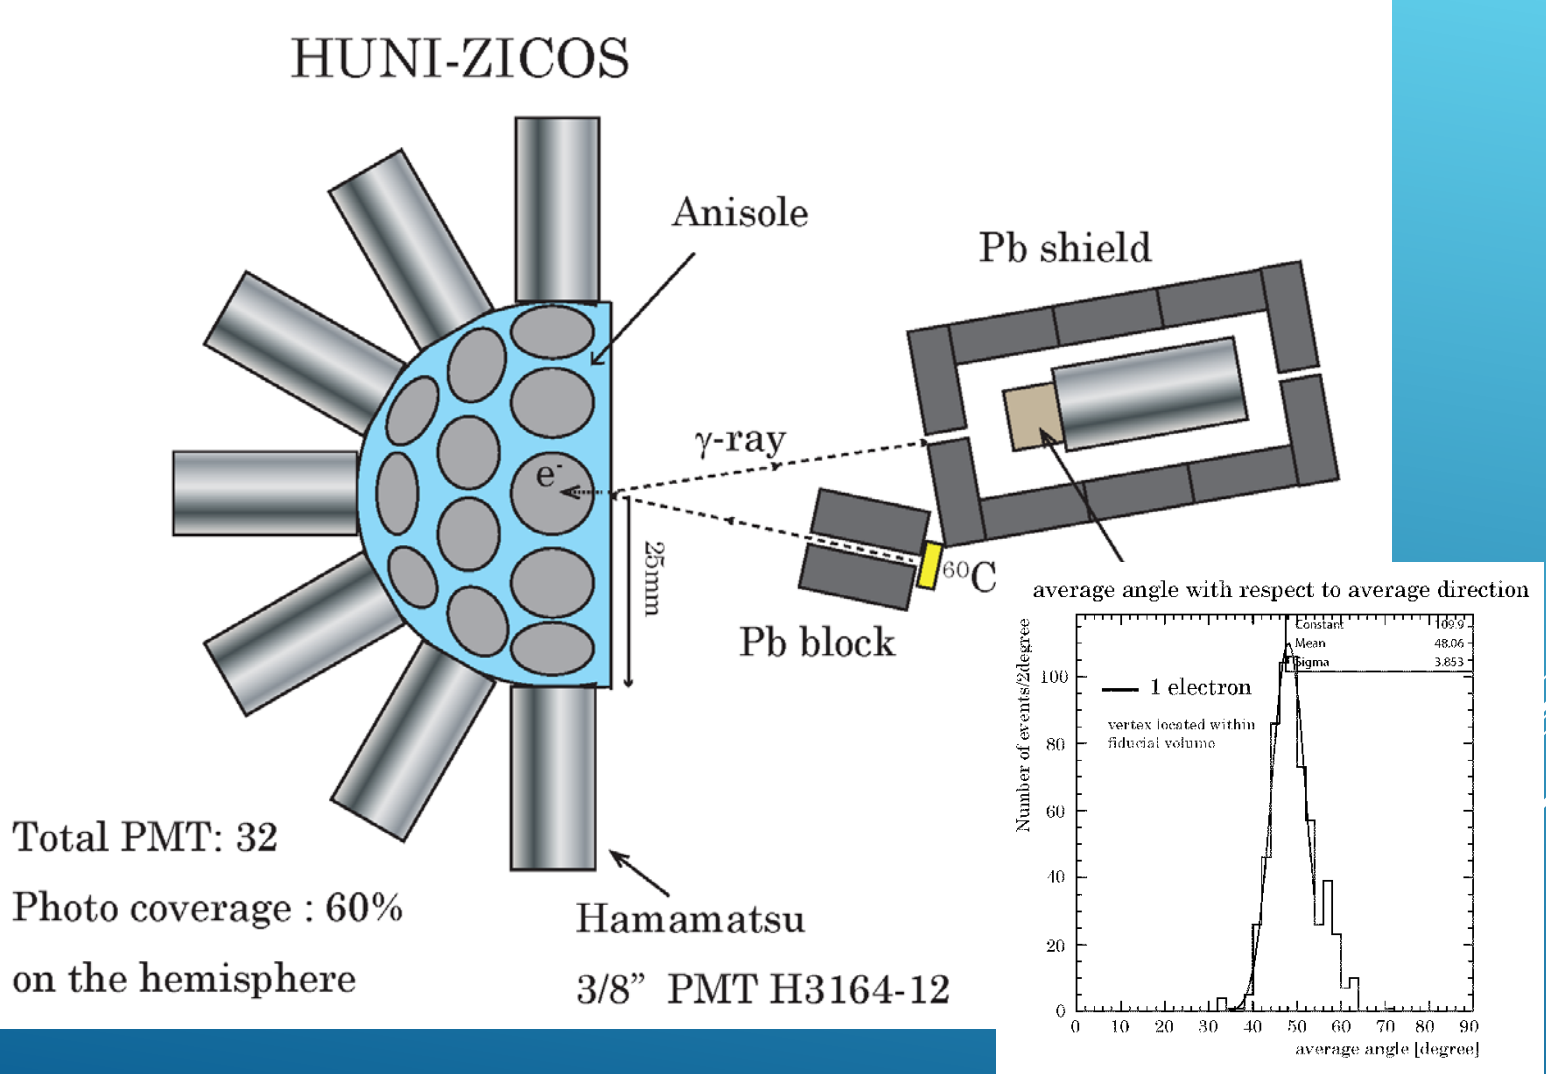 HUNI-ZICOS
Anisole
Pb shield
γ-ray
e-
25mm
60C
Pb block
Total PMT: 32
Photo coverage : 60%
on the hemisphere
Hamamatsu
3/8” PMT H3164-12
average angle with respect to average direction
Constant 109.9
Mean 48.06
Sigma 3.853
1 electron
vertex located within
fiducial volume
Number of events/2degree
100
80
60
40
20
0
0 10 20 30 40 50 60 70 80 90
average angle [degree]